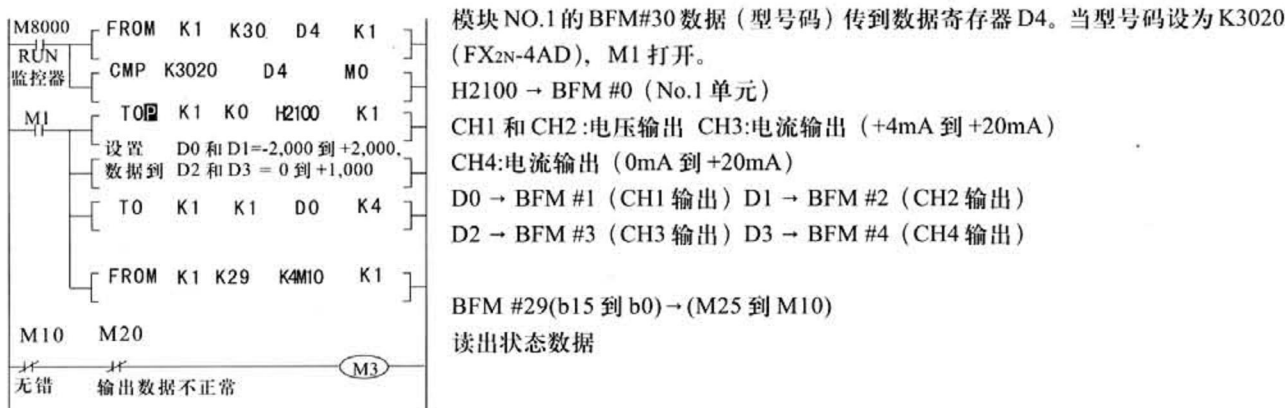 M8000
FROM K1 K30 D4 K1
RUN
监控器
CMP K3020 D4 M0
M1
TOP K1 K0 H2100 K1
设置 D0 和 D1=-2,000 到 +2,000,
数据到 D2 和 D3 = 0 到 +1,000
TO K1 K1 D0 K4
FROM K1 K29 K4M10 K1
M10 M20
M3
无错 输出数据不正常
模块 NO.1 的 BFM#30 数据（型号码）传到数据寄存器 D4。当型号码设为 K3020
(FX2N-4AD)，M1 打开。
H2100 → BFM #0（No.1 单元）
CH1 和 CH2 :电压输出 CH3:电流输出（+4mA 到 +20mA）
CH4:电流输出（0mA 到 +20mA）
D0 → BFM #1（CH1 输出）D1 → BFM #2（CH2 输出）
D2 → BFM #3（CH3 输出）D3 → BFM #4（CH4 输出）
BFM #29(b15 到 b0)→(M25 到 M10)
读出状态数据